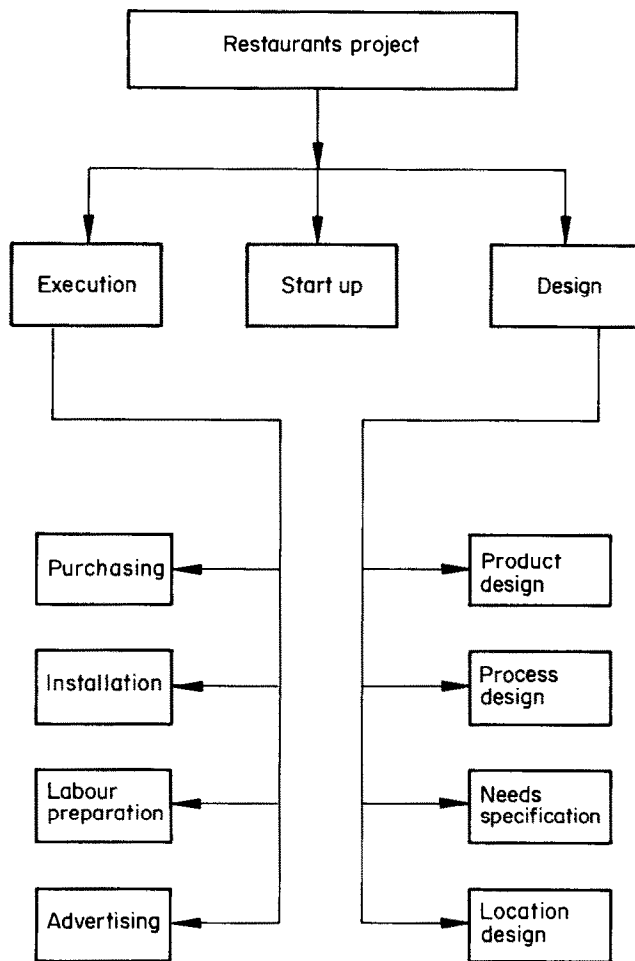 Restaurants project
Execution
Start up
Design
Purchasing
Installation
Labour
preparation
Advertising
Product
design
Process
design
Needs
specification
Location
design